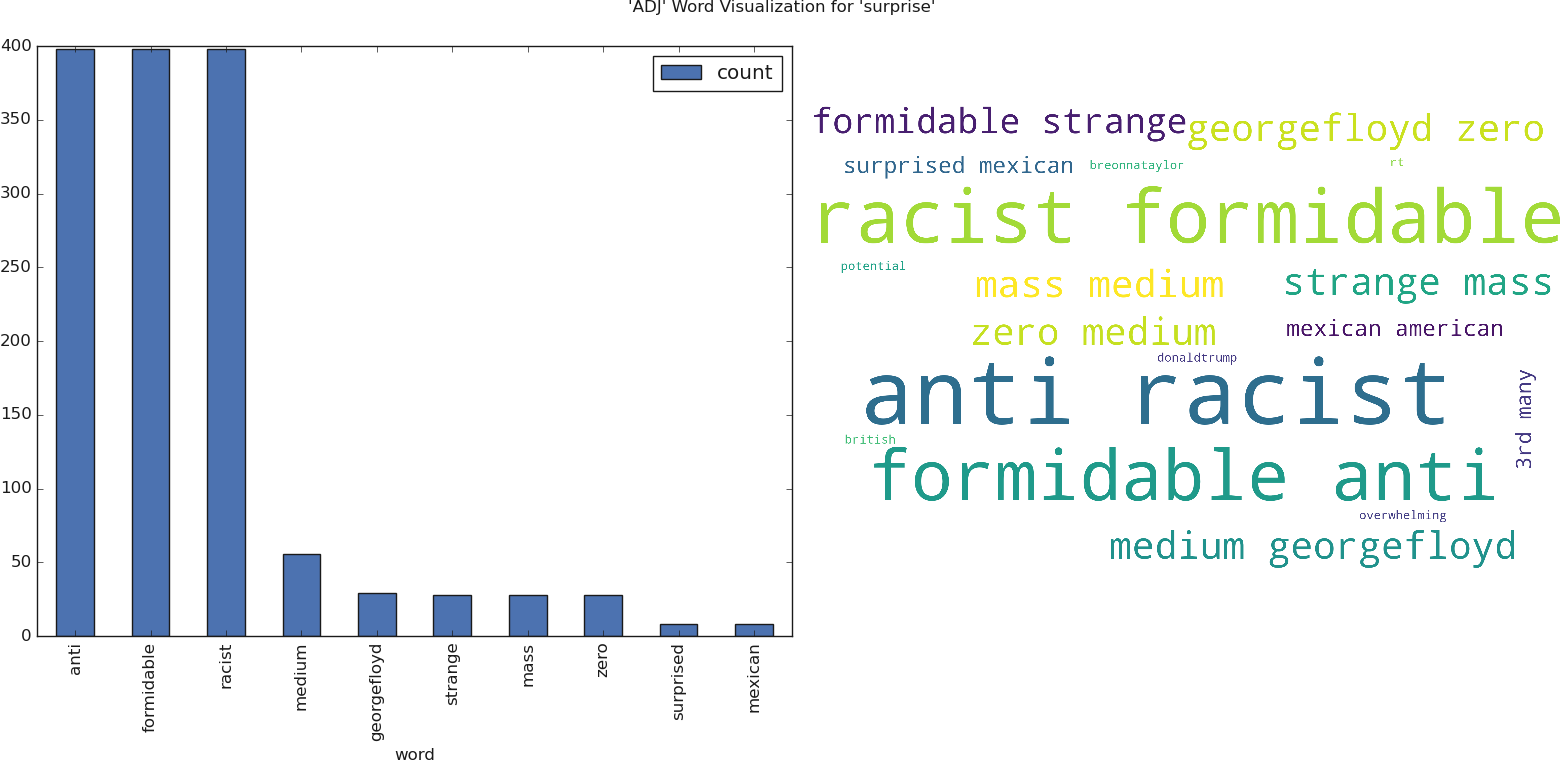 'ADJ' Word Visualization for 'surprise'
400
350
300
250
200
150
100
50
0
count
anti
formidable
racist
medium
georgefloyd
strange
mass
zero
surprised
mexican
word
formidable strange
georgefloyd zero
surprised mexican
breonnataylor
rt
racist formidable
potential
mass medium
strange mass
zero medium
mexican american
donaldtrump
anti racist
3rd many
british
formidable anti
overwhelming
medium georgefloyd